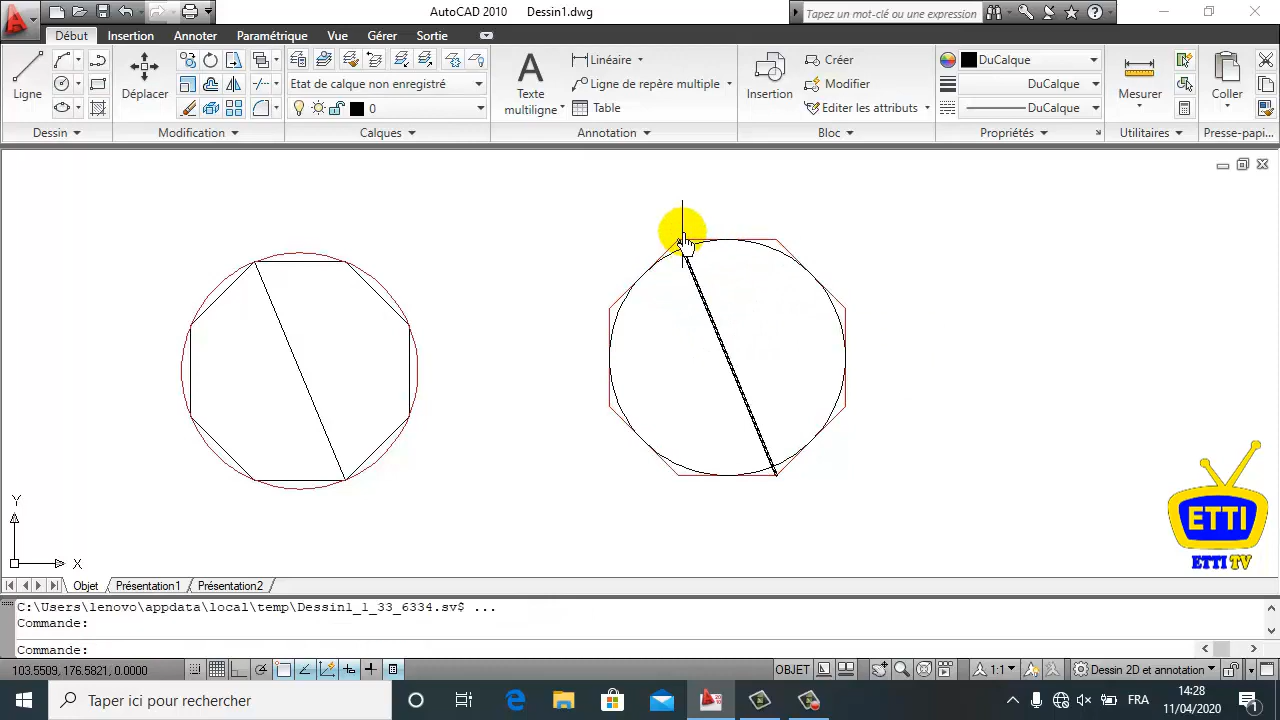 AutoCAD 2010 Dessin1.dwg
Tapez un mot-clé ou une expression
Début Insertion Annoter Paramétrique Vue Gérer Sortie
Ligne
Déplacer
Etat de calque non enregistré
0
Texte
multiligne
Linéaire
Ligne de repère multiple
Table
Insertion
Créer
Modifier
Editer les attributs
DuCalque
DuCalque
DuCalque
Mesurer
Coller
Dessin Modification Calques Annotation Bloc Propriétés Utilitaires Presse-papi...
Y
X
ETTI
ETTI TV
Objet Présentation1 Présentation2
C:\Users\lenovo\appdata\local\temp\Dessin1_1_33_6334.sv$ ...
Commande:
Commande:
103.5509, 176.5821, 0.0000
OBJET
1:1
Dessin 2D et annotation
Taper ici pour rechercher
FRA
14:28
11/04/2020
1